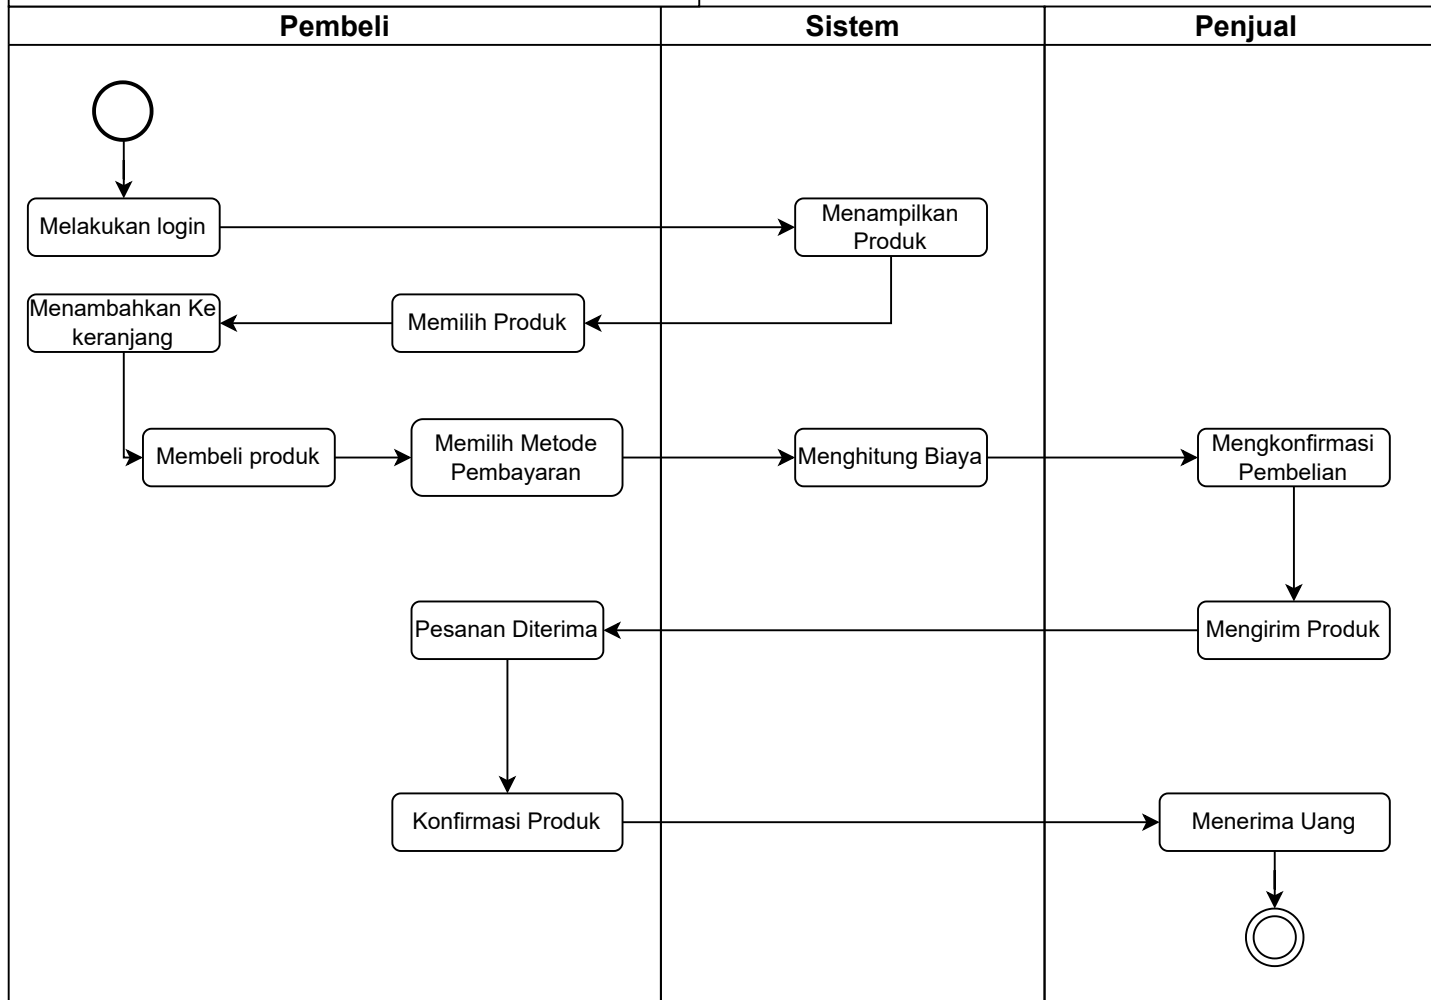 Pembeli
Sistem
Penjual
Melakukan login
Menampilkan
Produk
Menambahkan Ke
keranjang
Memilih Produk
Membeli produk
Memilih Metode
Pembayaran
Menghitung Biaya
Mengkonfirmasi
Pembelian
Pesanan Diterima
Mengirim Produk
Konfirmasi Produk
Menerima Uang